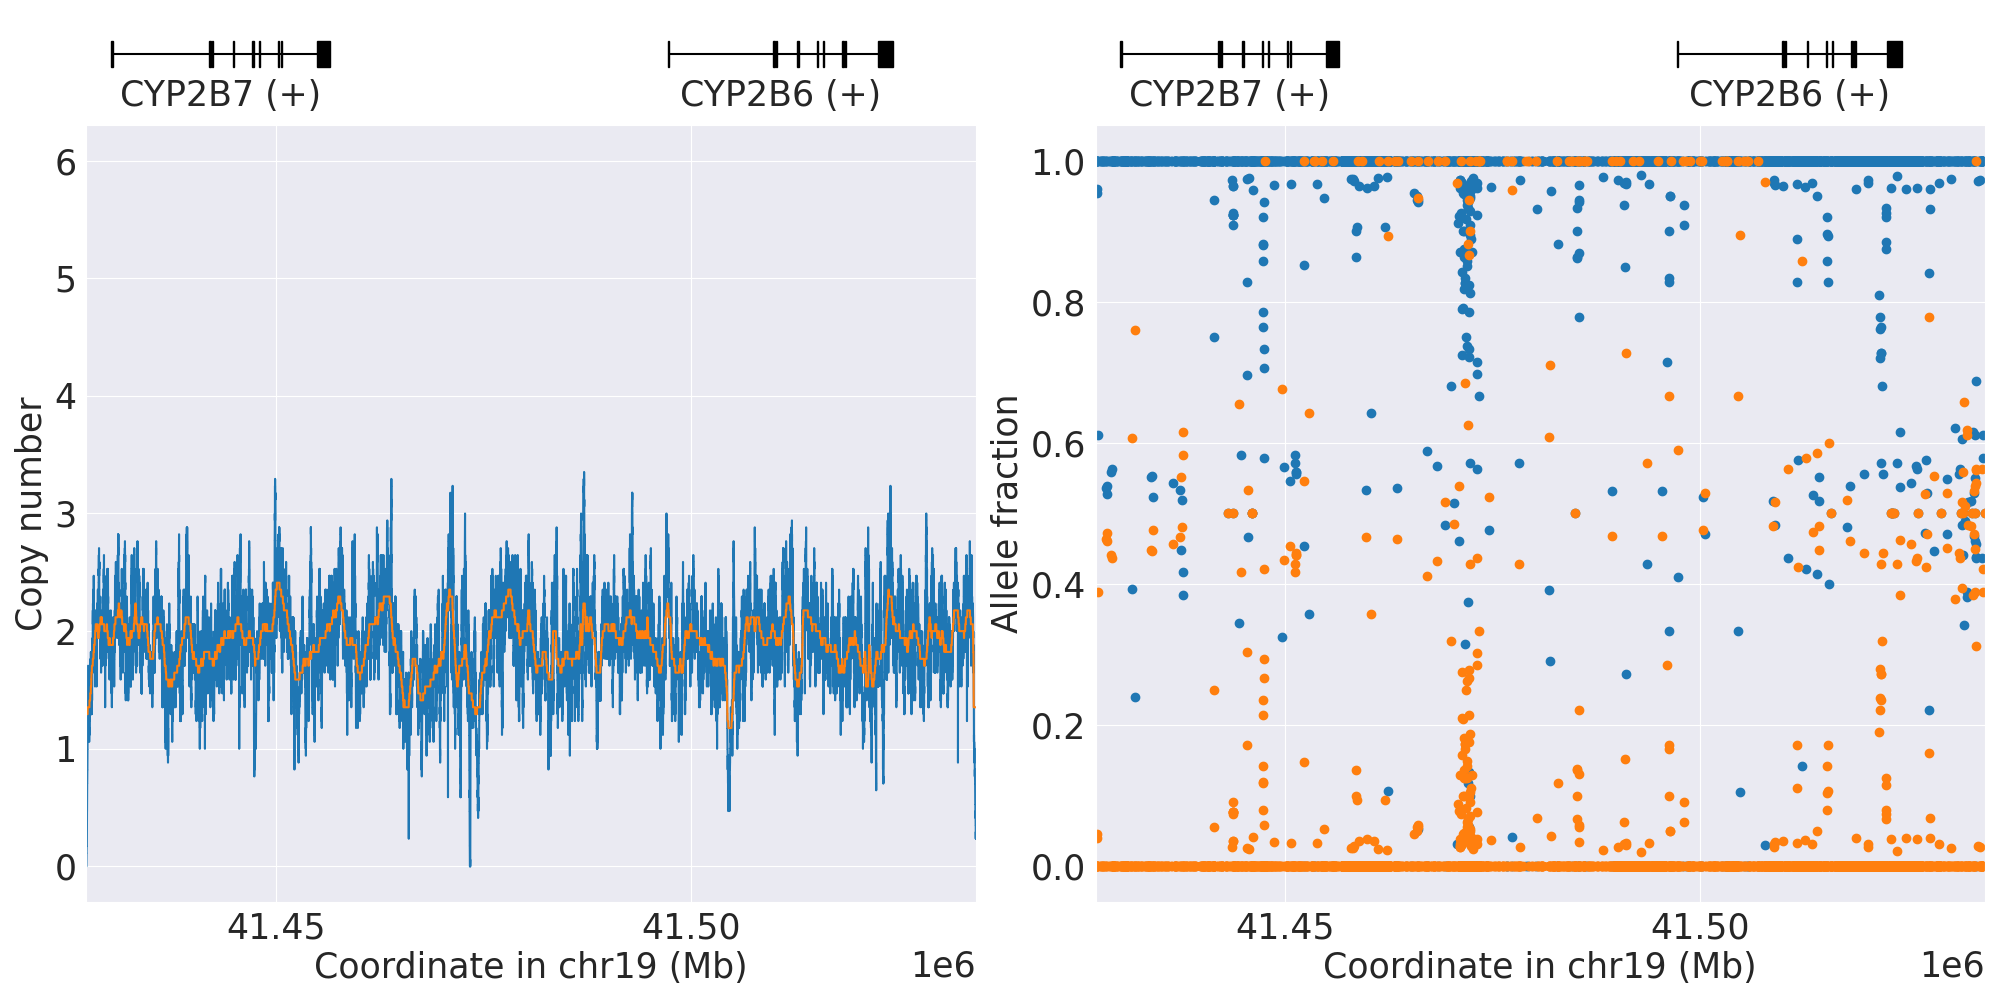 CYP2B7 (+)
CYP2B6 (+)
Copy number
6
5
4
3
2
1
0
41.45
41.50
Coordinate in chr19 (Mb)
1e6
CYP2B7 (+)
CYP2B6 (+)
Allele fraction
1.0
0.8
0.6
0.4
0.2
0.0
41.45
41.50
Coordinate in chr19 (Mb)
1e6